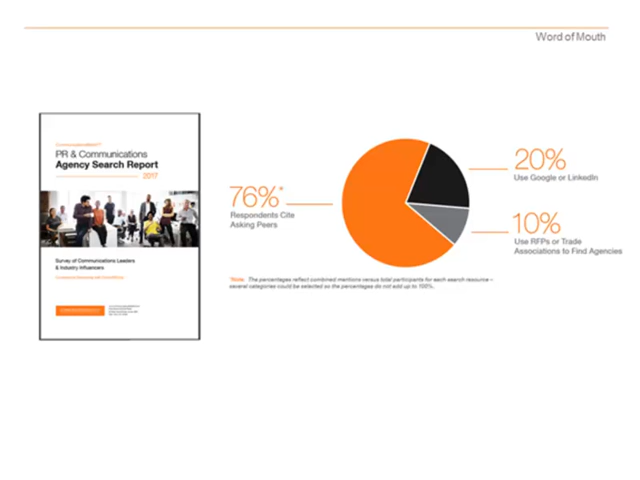 Word of Mouth
PR & Communications
Agency Search Report
2017
Survey of Communications Leaders
& Industry Influencers
76%*
Respondents Cite
Asking Peers
20%
Use Google or LinkedIn
10%
Use RFPs or Trade
Associations to Find Agencies
*Note: The percentages reflect combined mentions versus total participants for each search resource –
several categories could be selected so the percentages do not add up to 100%.